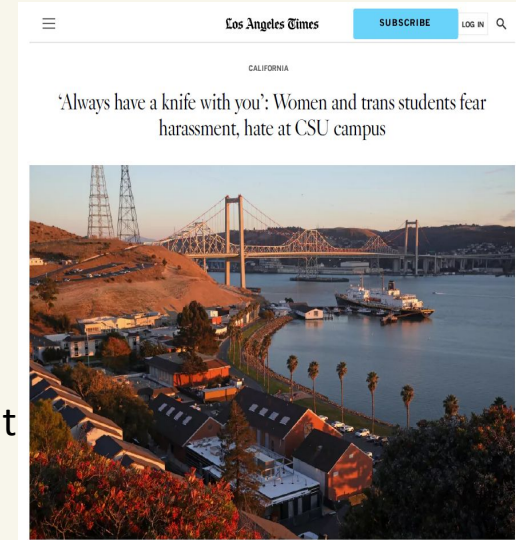 Los Angeles Times
SUBSCRIBE
LOG IN
CALIFORNIA
‘Always have a knife with you’: Women and trans students fear
harassment, hate at CSU campus
t